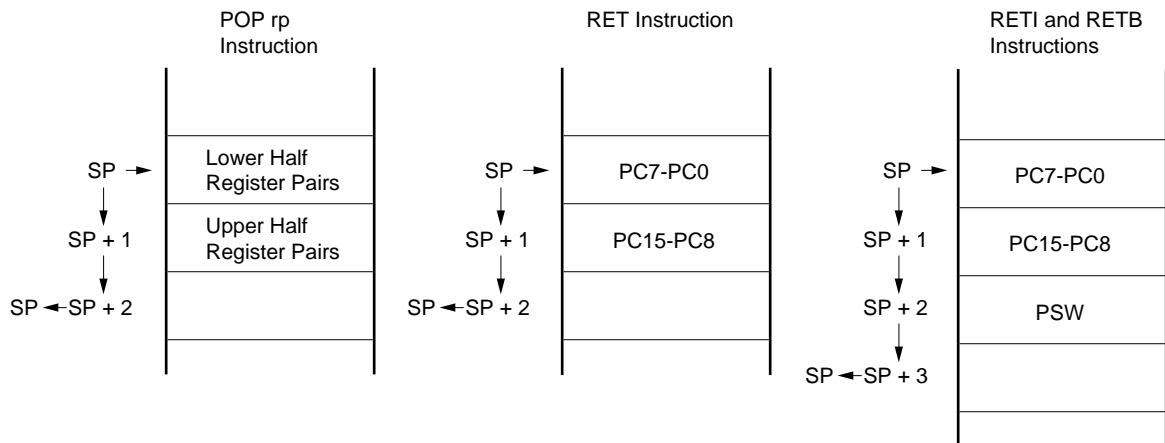 POP rp
Instruction
SP
Lower Half
Register Pairs
SP + 1
Upper Half
Register Pairs
SP
SP + 2
RET Instruction
SP
PC7-PC0
SP + 1
PC15-PC8
SP
SP + 2
RETI and RETB
Instructions
SP
PC7-PC0
SP + 1
PC15-PC8
SP + 2
PSW
SP
SP + 3